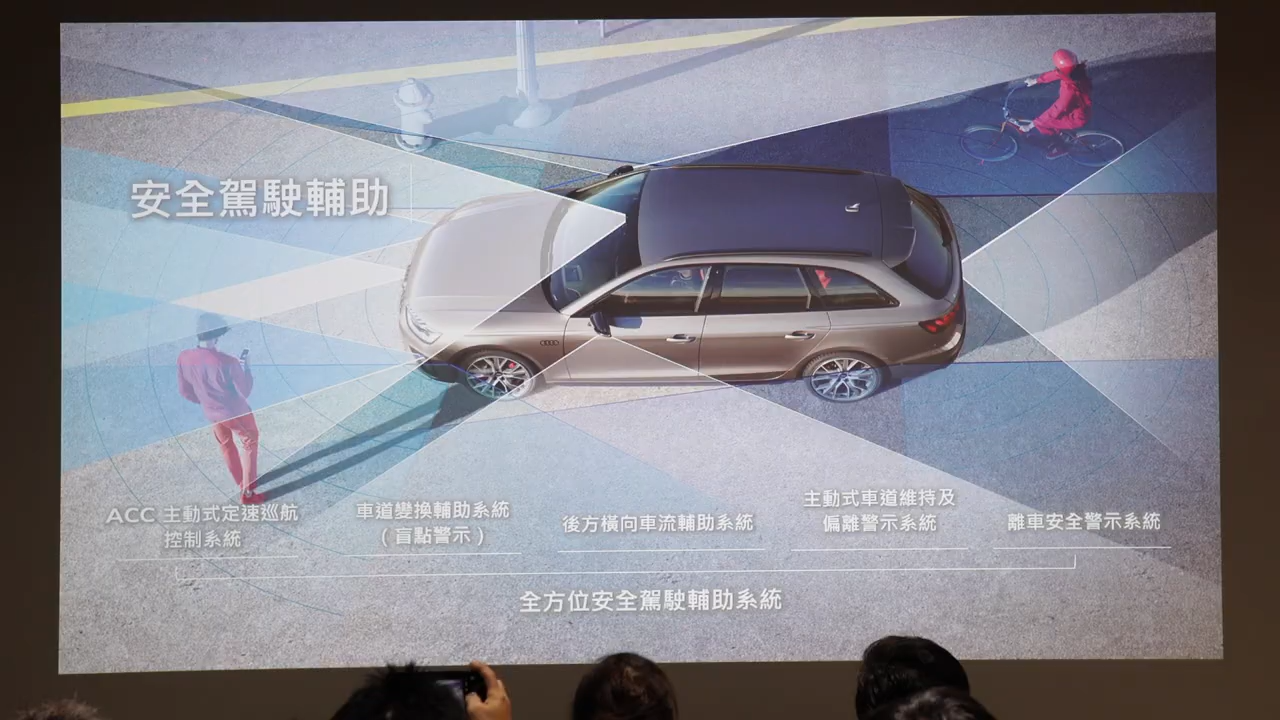 安全駕駛輔助
ACC 主動式定速巡航
控制系統
車道變換輔助系統
(盲點警示)
後方橫向車流輔助系統
主動式車道維持及
偏離警示系統
離車安全警示系統
全方位安全駕駛輔助系統